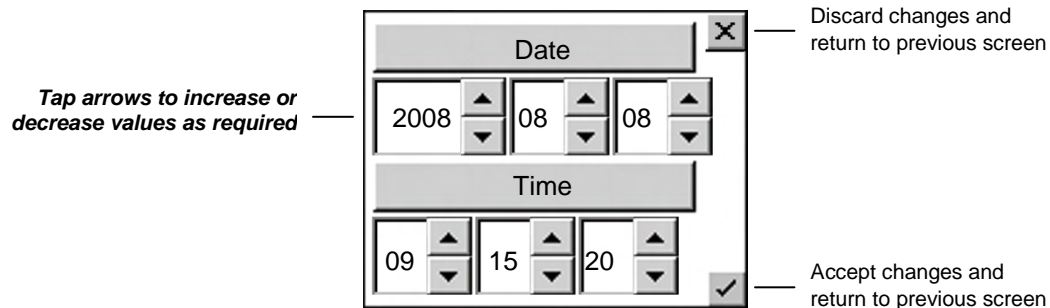 Discard changes and
return to previous screen
Date
Tap arrows to increase or
decrease values as required
2008 08 08
Time
09 15 20
Accept changes and
return to previous screen